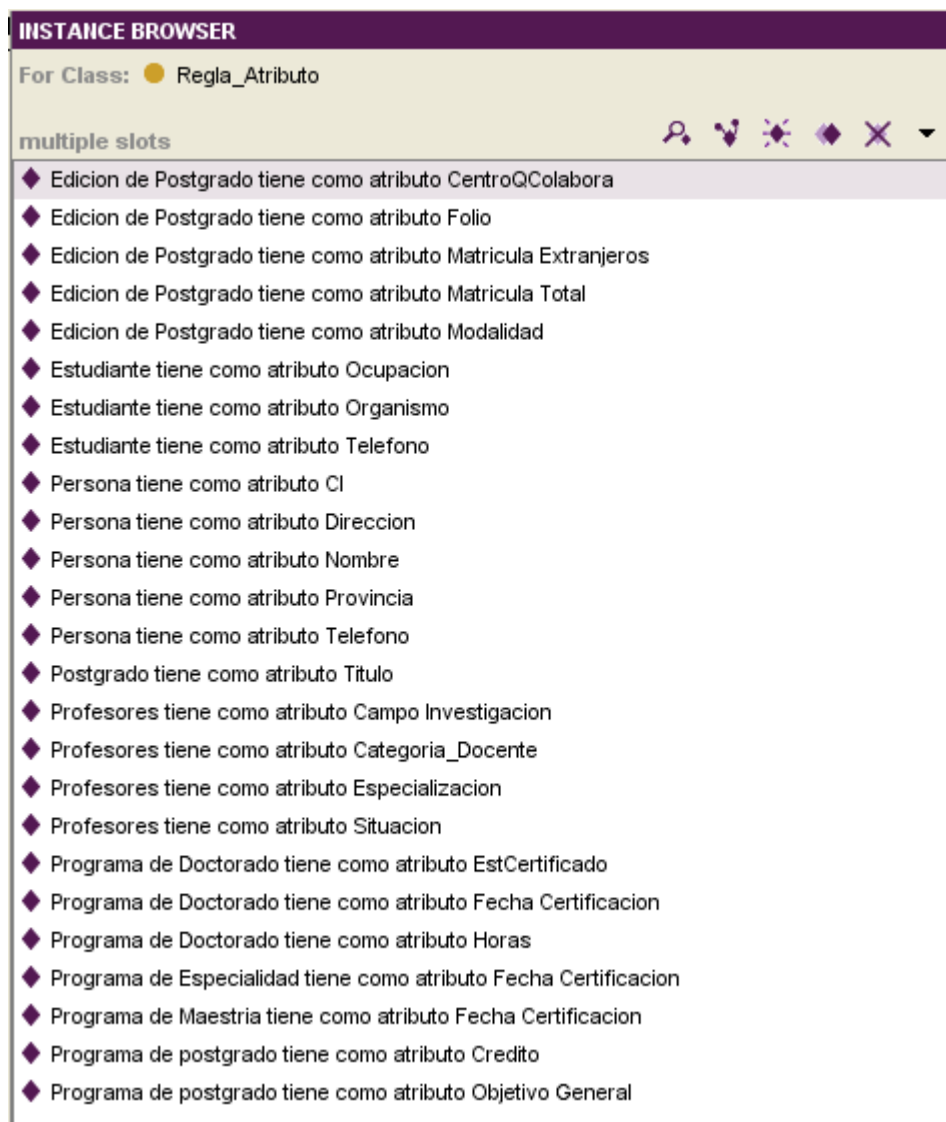 INSTANCE BROWSER
For Class: Regla_Atributo
multiple slots
Edicion de Postgrado tiene como atributo CentroQColabora
Edicion de Postgrado tiene como atributo Folio
Edicion de Postgrado tiene como atributo Matricula Extranjeros
Edicion de Postgrado tiene como atributo Matricula Total
Edicion de Postgrado tiene como atributo Modalidad
Estudiante tiene como atributo Ocupacion
Estudiante tiene como atributo Organismo
Estudiante tiene como atributo Telefono
Persona tiene como atributo CI
Persona tiene como atributo Direccion
Persona tiene como atributo Nombre
Persona tiene como atributo Provincia
Persona tiene como atributo Telefono
Postgrado tiene como atributo Titulo
Profesores tiene como atributo Campo Investigacion
Profesores tiene como atributo Categoria_Docente
Profesores tiene como atributo Especializacion
Profesores tiene como atributo Situacion
Programa de Doctorado tiene como atributo EstCertificado
Programa de Doctorado tiene como atributo Fecha Certificacion
Programa de Doctorado tiene como atributo Horas
Programa de Especialidad tiene como atributo Fecha Certificacion
Programa de Maestria tiene como atributo Fecha Certificacion
Programa de postgrado tiene como atributo Credito
Programa de postgrado tiene como atributo Objetivo General